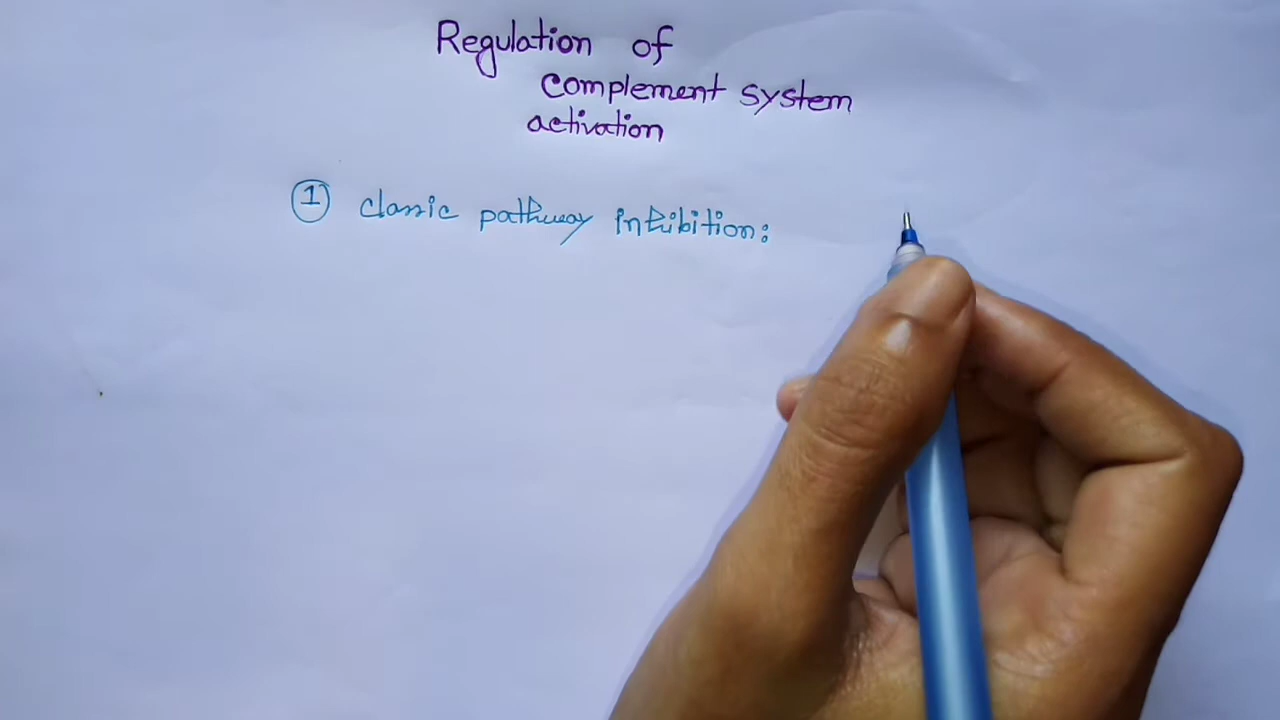 Regulation of
complement system
activation
① classic pathway inhibition: